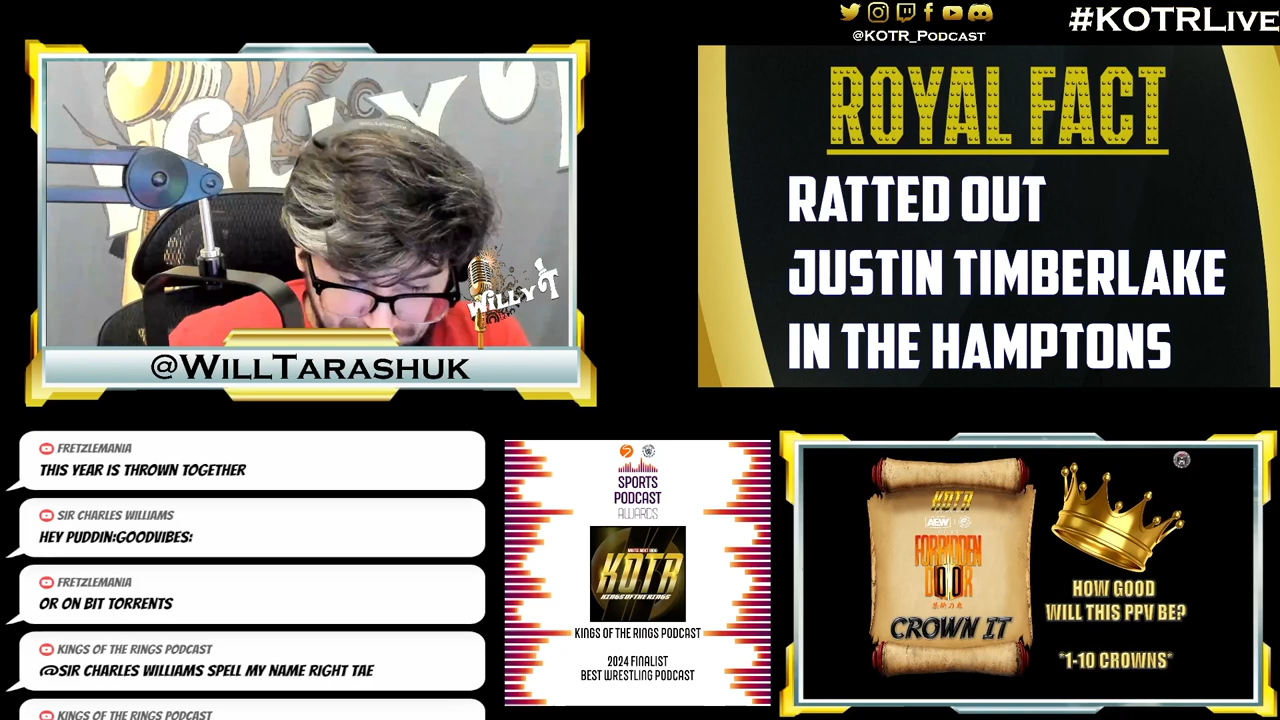 @KOTR_Podcast
#KOTRLive
ROYAL FACT
RATTED OUT
JUSTIN TIMBERLAKE
IN THE HAMPTONS
WILLY T
@WillTarashuk
FRETZLEMANIA
THIS YEAR IS THROWN TOGETHER
SIR CHARLES WILLIAMS
HEY PUDDIN:GOODVIBES:
FRETZLEMANIA
OR ON BIT TORRENTS
KINGS OF THE RINGS PODCAST
@SIR CHARLES WILLIAMS SPELL MY NAME RIGHT TAE
KINGS OF THE RINGS PODCAST
SPORTS
PODCAST
AWARDS
KOTR
KINGS OF THE RINGS
KINGS OF THE RINGS PODCAST
2024 FINALIST
BEST WRESTLING PODCAST
KOTR
AEW
FORBIDDEN
DOOR
CROWN IT
HOW GOOD
WILL THIS PPV BE?
*1-10 CROWNS*